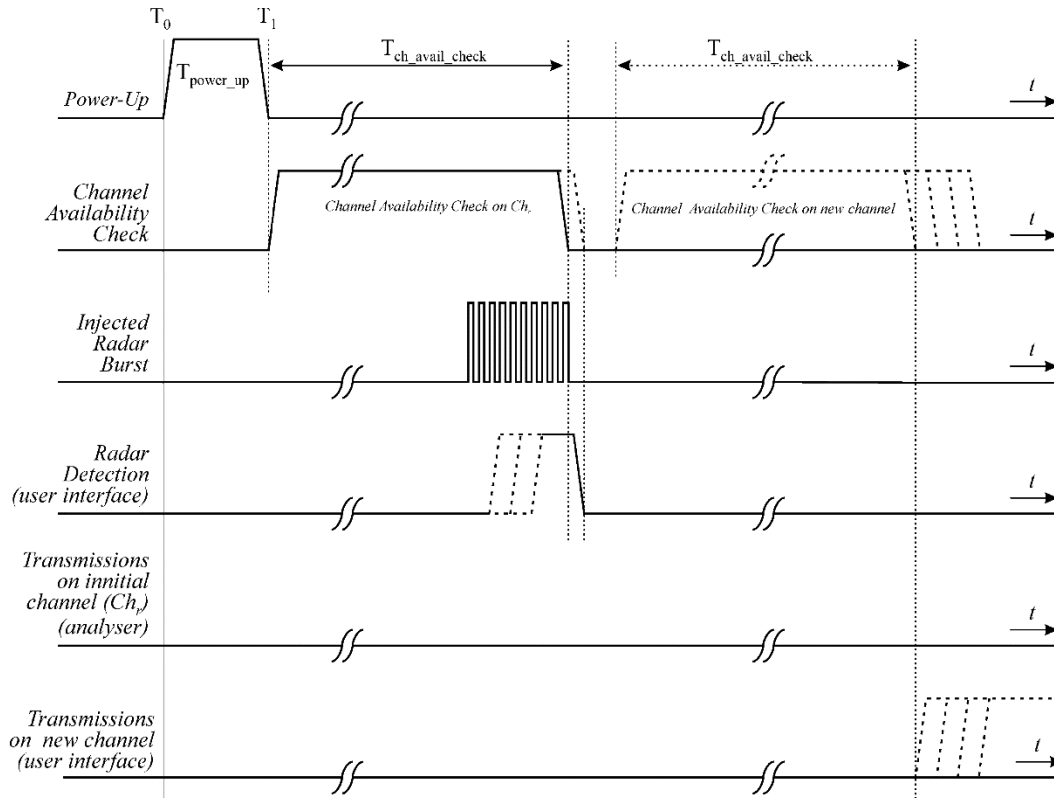 T0 T1
Tch_avail_check Tch_avail_check
Tpower_up
Power-Up
t
Channel
Availability
Check
Channel Availability Check on Chr
Channel Availability Check on new channel
t
Injected
Radar
Burst
t
Radar
Detection
(user interface)
t
Transmissions
on innitial
channel (Chr)
(analyser)
t
Transmissions
on new channel
(user interface)
t